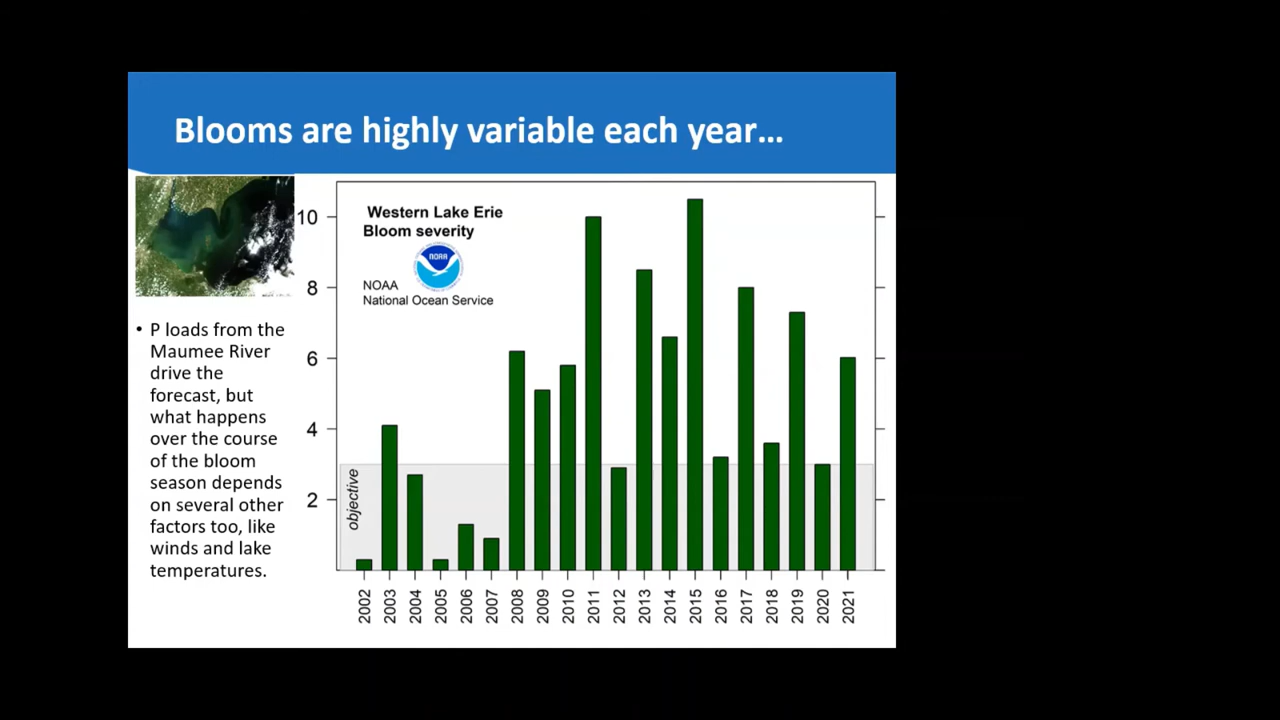 Blooms are highly variable each year...
Western Lake Erie
Bloom severity
NOAA
NOAA
National Ocean Service
• P loads from the
Maumee River
drive the
forecast, but
what happens
over the course
of the bloom
season depends
on several other
factors too, like
winds and lake
temperatures.
10
8
6
4
2
objective
2002 2003 2004 2005 2006 2007 2008 2009 2010 2011 2012 2013 2014 2015 2016 2017 2018 2019 2020 2021